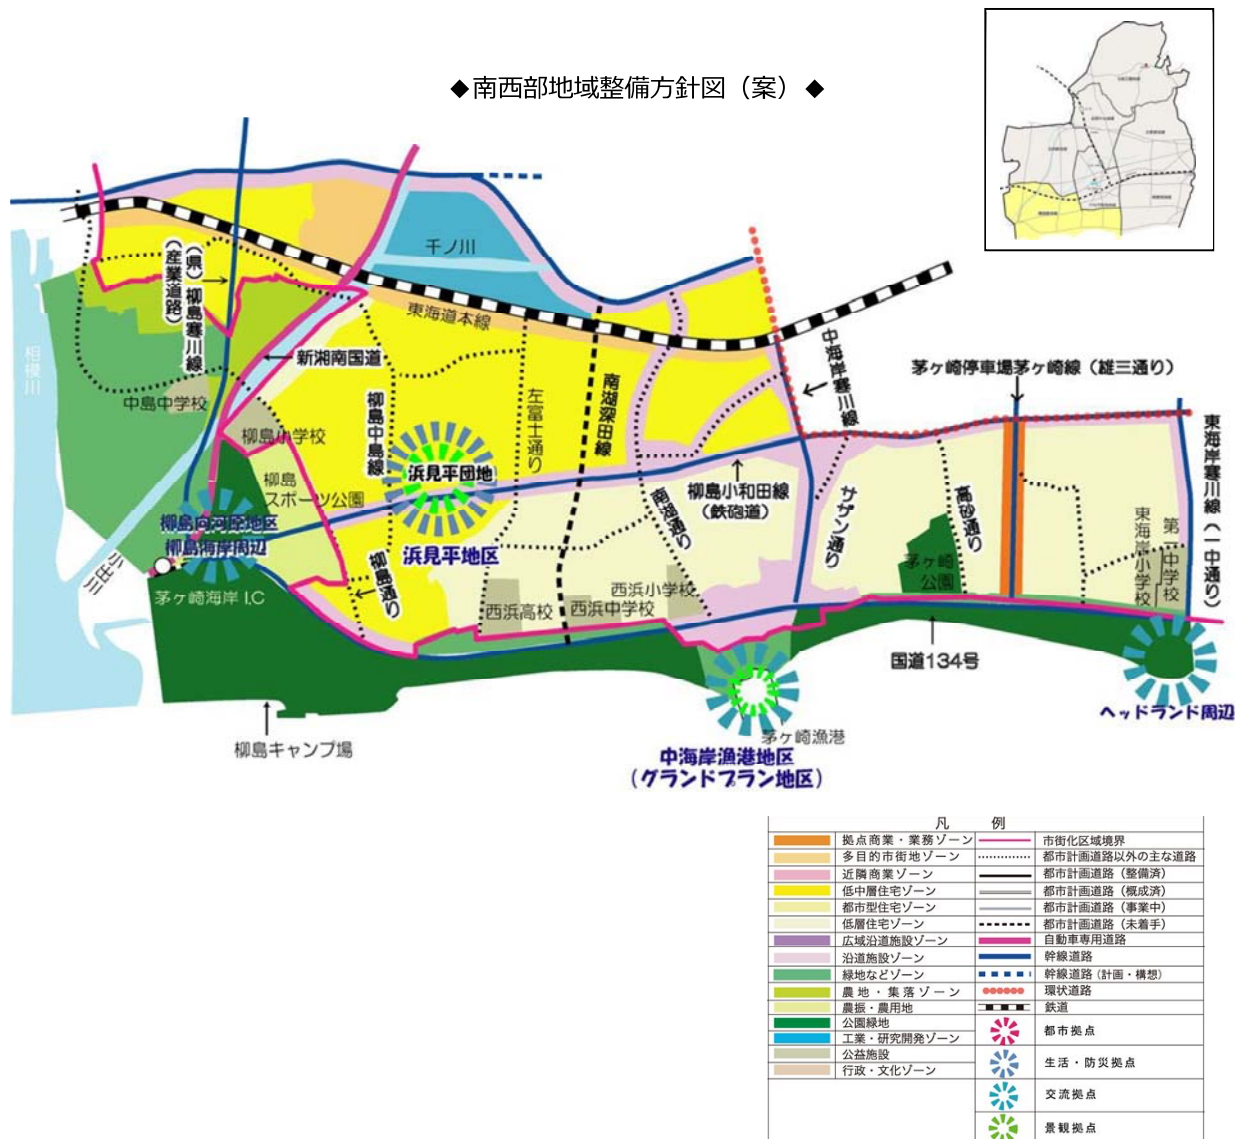 ◆南西部地域整備方針図（案）◆
千ノ川
（県）柳島寒川線
（産業道路）
東海道本線
相模川
新湘南国道
中海岸寒川線
茅ヶ崎停車場茅ヶ崎線（雄三通り）
中島中学校
柳島小学校
柳島中島線
左富士通り
南湖深田線
東海岸寒川線（一中通り）
浜見平団地
柳島
スポーツ公園
柳島小和田線
（鉄砲道）
南湖通り
サザン通り
高砂通り
柳島向河原地区
柳島海岸周辺
浜見平地区
東海岸小学校
第一中学校
小出川
柳島通り
茅ヶ崎
公園
茅ヶ崎海岸 I.C
西浜高校
西浜小学校
西浜中学校
国道134号
柳島キャンプ場
ヘッドランド周辺
茅ヶ崎漁港
中海岸漁港地区
（グランドプラン地区）
凡 例
拠点商業・業務ゾーン 市街化区域境界
多目的市街地ゾーン 都市計画道路以外の主な道路
近隣商業ゾーン 都市計画道路（整備済）
低中層住宅ゾーン 都市計画道路（概成済）
都市型住宅ゾーン 都市計画道路（事業中）
低層住宅ゾーン 都市計画道路（未着手）
広域沿道施設ゾーン 自動車専用道路
沿道施設ゾーン 幹線道路
緑地などゾーン 幹線道路（計画・構想）
農地・集落ゾーン 環状道路
農振・農用地 鉄道
公園緑地
都市拠点
工業・研究開発ゾーン
公益施設
生活・防災拠点
行政・文化ゾーン
交流拠点
景観拠点